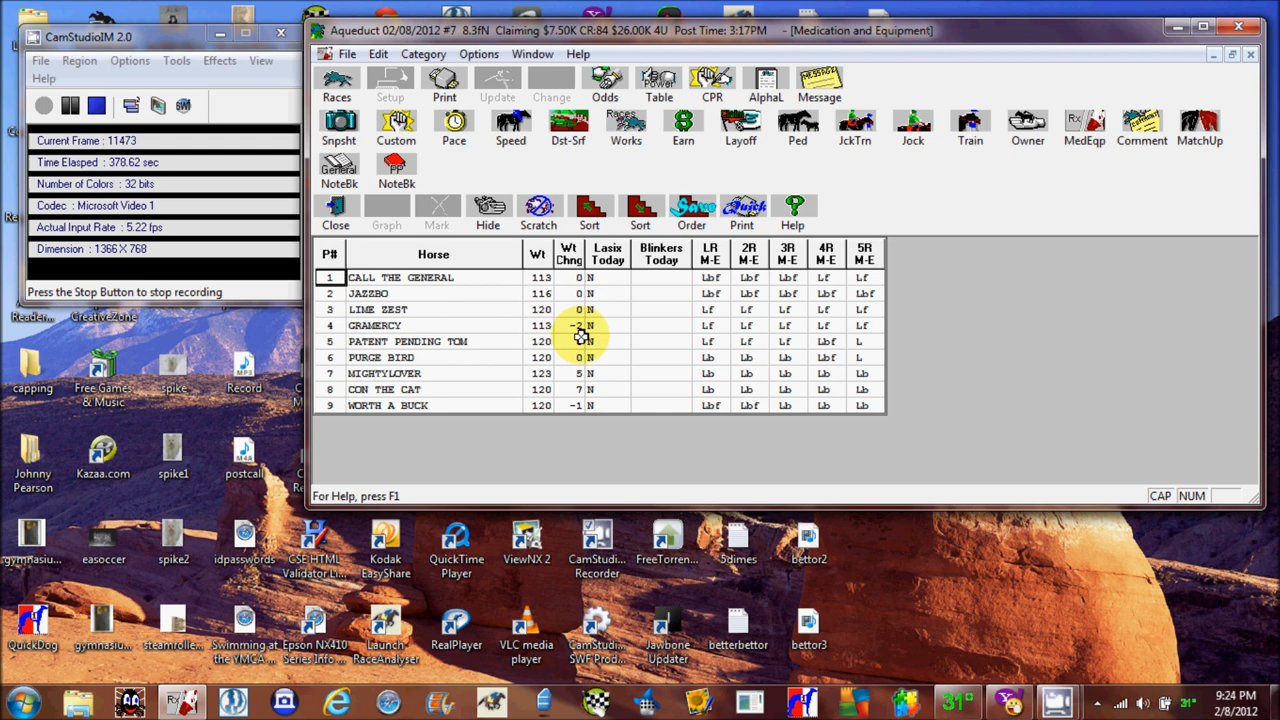 CamStudioIM 2.0
File Region Options Tools Effects View
Help
Current Frame : 11473
Time Elasped : 378.62 sec
Number of Colors : 32 bits
Codec : Microsoft Video 1
Actual Input Rate : 5.22 fps
Dimension : 1366 X 768
Press the Stop Button to stop recording
Aqueduct 02/08/2012 #7 8.3fN Claiming $7.50K CR:84 $26.00K 4U Post Time: 3:17PM - [Medication and Equipment]
File Edit Category Options Window Help
Races Setup Print Update Change Odds Table CPR AlphaL Message
Snpsht Custom Pace Speed Dst-Srf Works Earn Layoff Ped JckTrn Jock Train Owner MedEqp Comment MatchUp
General
NoteBk NoteBk
Close Graph Mark Hide Scratch Sort Sort Order Print Help
P# Horse Wt Wt Chng Lasix Today Blinkers Today LR M-E 2R M-E 3R M-E 4R M-E 5R M-E
1 CALL THE GENERAL 113 0 N Lbf Lbf Lbf Lf Lf
2 JAZZBO 116 0 N Lbf Lbf Lbf Lbf Lbf
3 LIME ZEST 120 0 N Lf Lf Lf Lf Lf
4 GRAMERCY 113 -2 N Lf Lf Lf Lf Lf
5 PATENT PENDING TOM 120 N Lf Lf Lf Lbf L
6 PURGE BIRD 120 0 N Lb Lb Lb Lbf L
7 MIGHTYLOVER 123 5 N Lb Lb Lb Lb Lb
8 CON THE CAT 120 7 N Lb Lb Lb Lb Lb
9 WORTH A BUCK 120 -1 N Lbf Lbf Lb Lb Lb
For Help, press F1
CAP NUM
Reader... CreativeZone
capping Free Games & Music spike Record
Johnny Pearson Kazaa.com spike1 postcall
gymnasiu... easoccer spike2 idpasswords CSE HTML Validator Li... Kodak EasyShare QuickTime Player ViewNX 2 CamStudio Recorder FreeTorren... 5dimes bettor2
QuickDog gymnasiu... steamrolle... Swimming at the YMCA ... Epson NX410 Series Info ... Launch RaceAnalyser RealPlayer VLC media player CamStudio SWF Prod... Jawbone Updater betterbettor bettor3
31° 31° 9:24 PM
2/8/2012